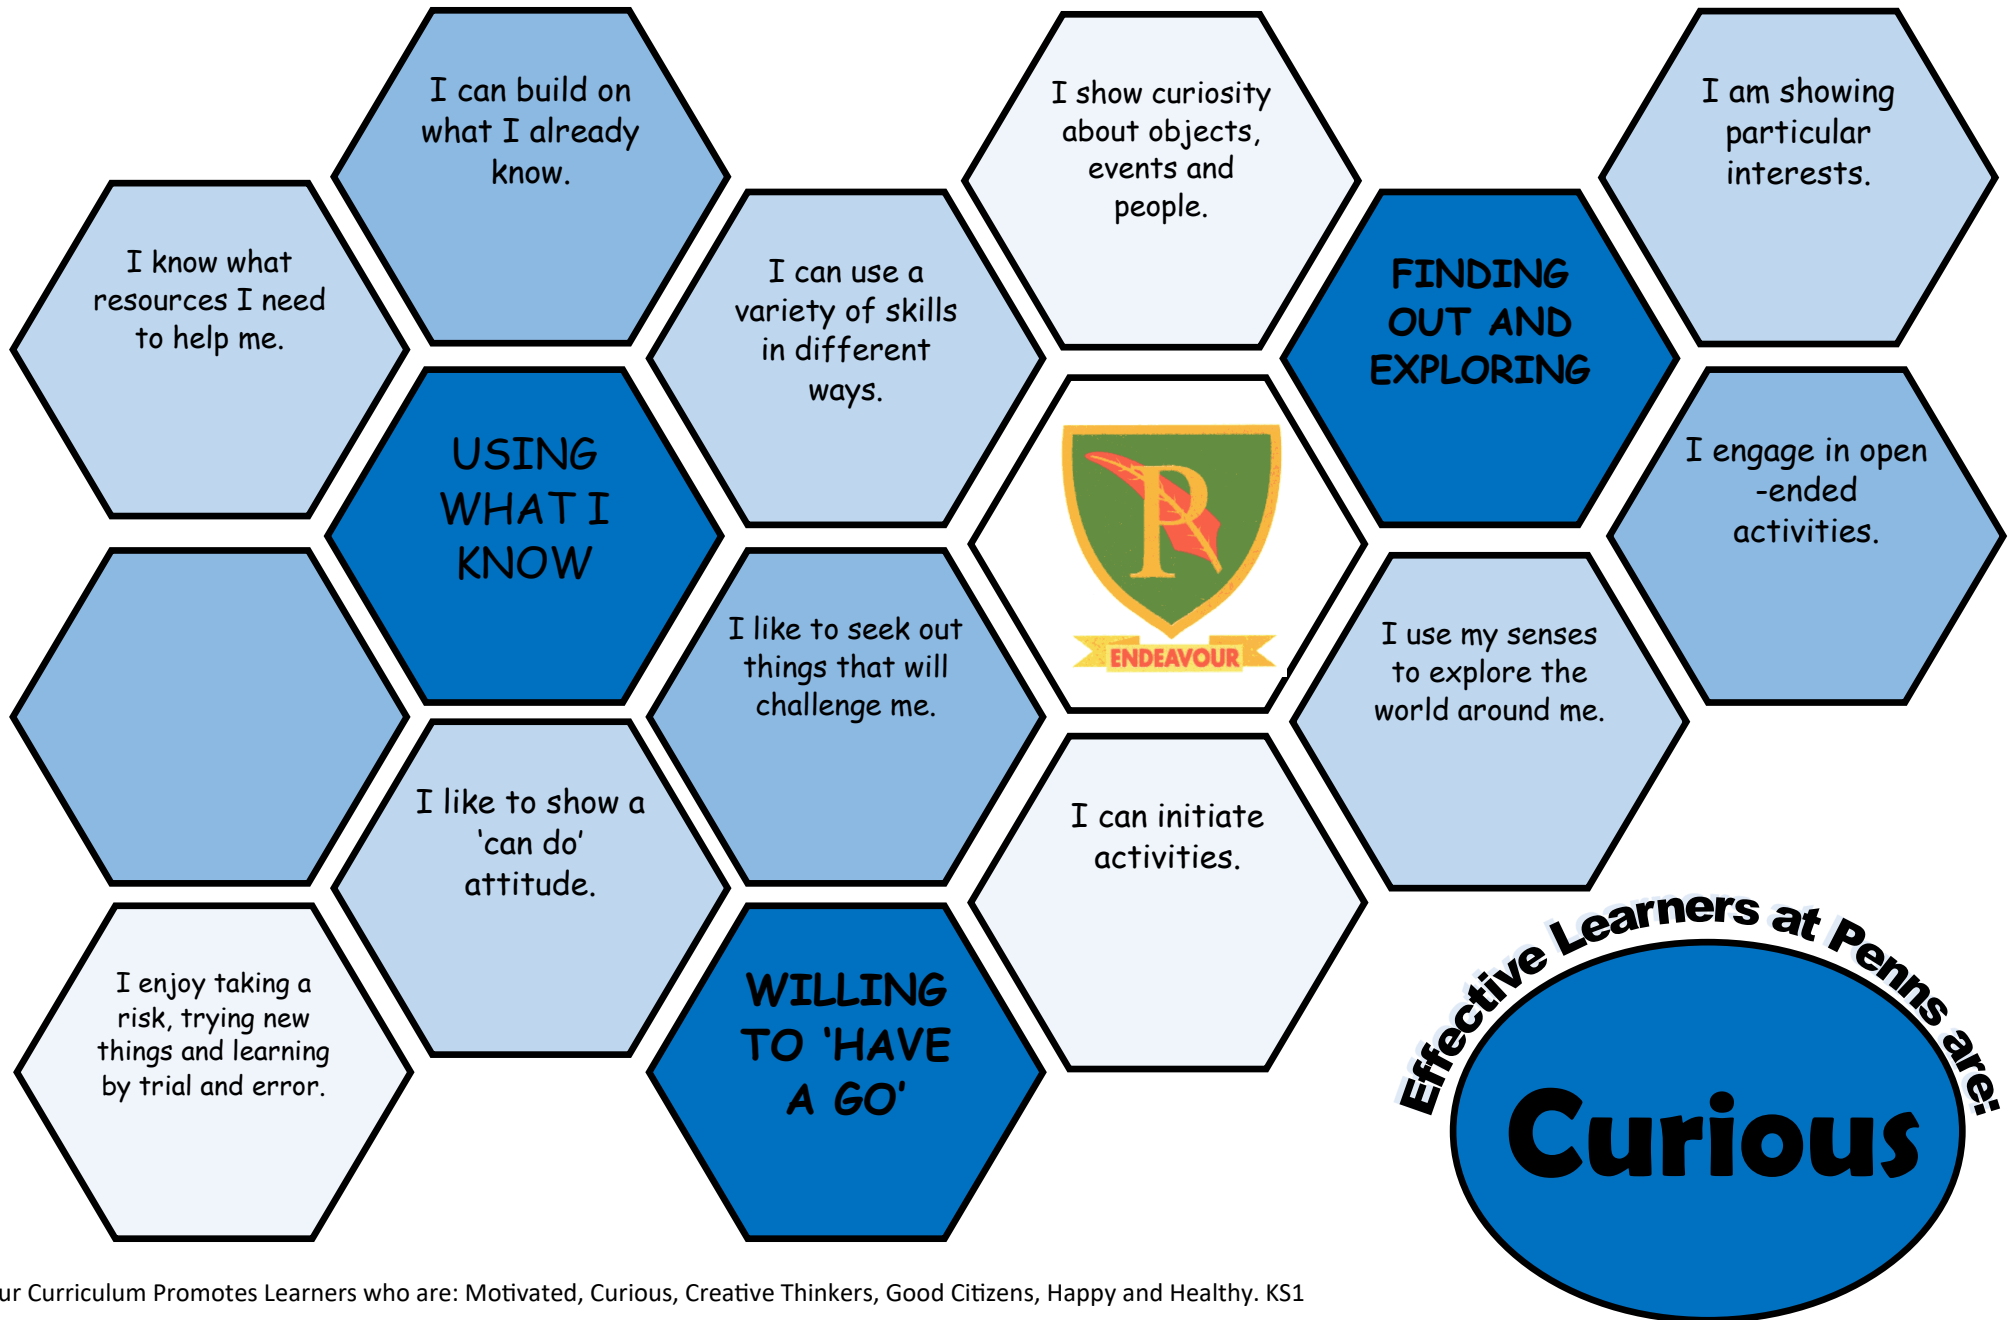 I can build on
what I already
know.
I show curiosity
about objects,
events and
people.
I am showing
particular
interests.
I know what
resources I need
to help me.
I can use a
variety of skills
in different
ways.
FINDING
OUT AND
EXPLORING
USING
WHAT I
KNOW
P
ENDEAVOUR
I engage in open
-ended
activities.
I like to seek out
things that will
challenge me.
I use my senses
to explore the
world around me.
I like to show a
‘can do’
attitude.
I can initiate
activities.
I enjoy taking a
risk, trying new
things and learning
by trial and error.
WILLING
TO ‘HAVE
A GO’
Effective Learners at Penns are:
Curious
ur Curriculum Promotes Learners who are: Motivated, Curious, Creative Thinkers, Good Citizens, Happy and Healthy. KS1